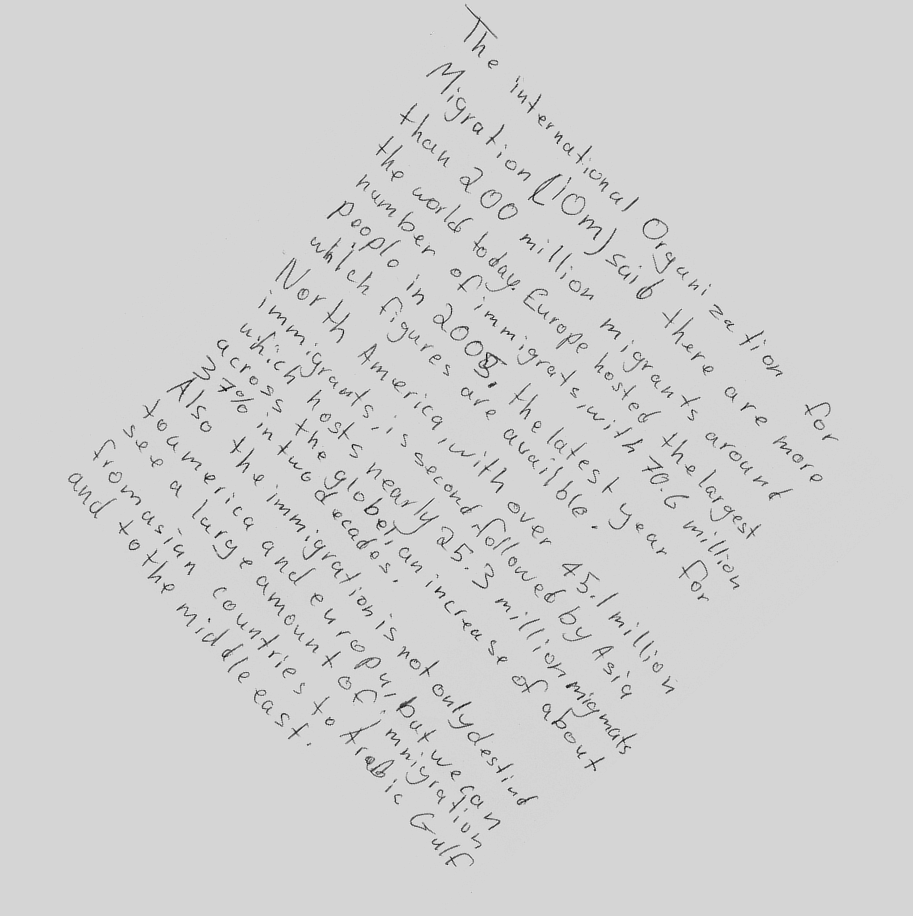 The international Organization for
Migration (IOm) said there are more
than 200 million migrants around
the world today. Europe hosted the largest
number of immigrats, with 70.6 million
people in 2005, the latest year for
which figures are availible.
North America, with over 45.1 million
immigrants, is second, followed by Asia
which hosts nearly 25.3 million migmats
across the globe, an increase of about
37% in two decades.
Also the immigration is not only destind
to america and europu, but we can
see a large amount of immigration
from asian countries to Arabic Gulf
and to the middle east.